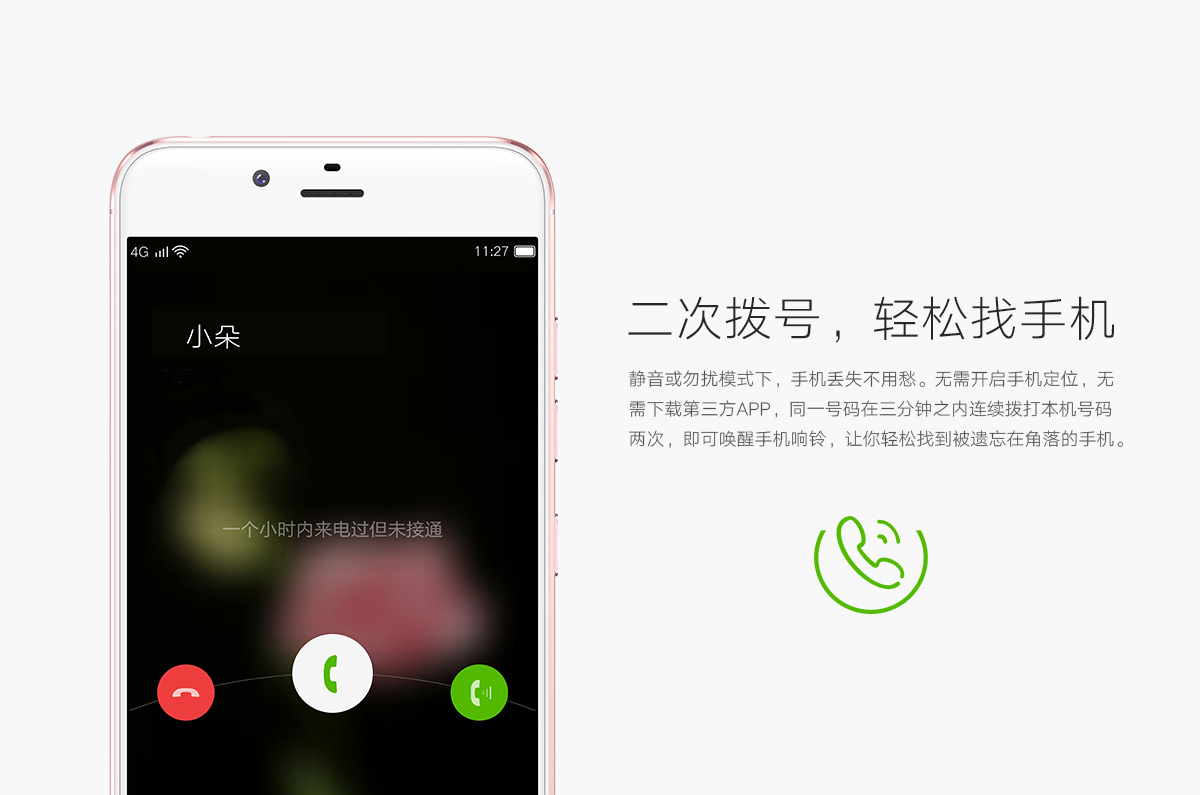 4G
11:27
小朵
一个小时内来电过但未接通
二次拨号，轻松找手机
静音或勿扰模式下，手机丢失不用愁。无需开启手机定位，无
需下载第三方APP，同一号码在三分钟之内连续拨打本机号码
两次，即可唤醒手机响铃，让你轻松找到被遗忘在角落的手机。